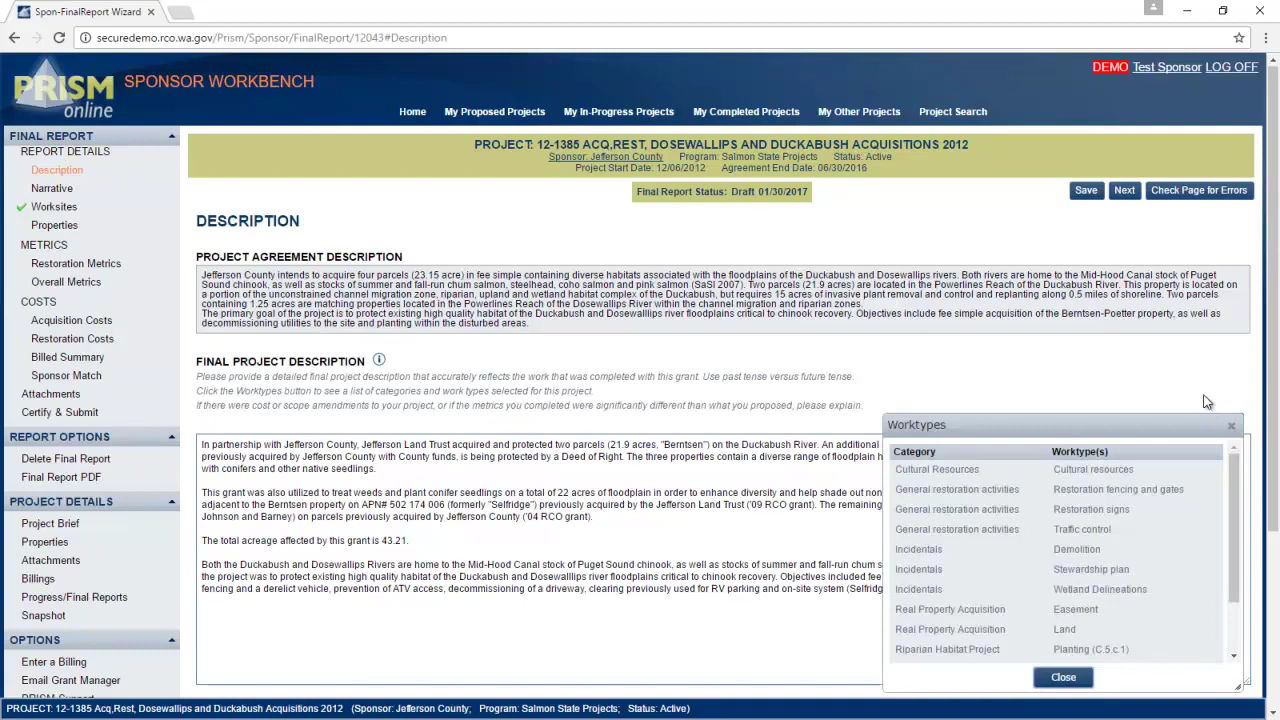 Spon-FinalReport Wizard
securedemo.rco.wa.gov/Prism/Sponsor/FinalReport/12043#Description
PRISM online
SPONSOR WORKBENCH
DEMO Test Sponsor LOG OFF
Home My Proposed Projects My In-Progress Projects My Completed Projects My Other Projects Project Search
FINAL REPORT
REPORT DETAILS
Description
Narrative
Worksites
Properties
METRICS
Restoration Metrics
Overall Metrics
COSTS
Acquisition Costs
Restoration Costs
Billed Summary
Sponsor Match
Attachments
Certify & Submit
REPORT OPTIONS
Delete Final Report
Final Report PDF
PROJECT DETAILS
Project Brief
Properties
Attachments
Billings
Progress/Final Reports
Snapshot
OPTIONS
Enter a Billing
Email Grant Manager
PROJECT: 12-1385 ACQ,REST, DOSEWALLIPS AND DUCKABUSH ACQUISITIONS 2012
Sponsor: Jefferson County Program: Salmon State Projects Status: Active
Project Start Date: 12/06/2012 Agreement End Date: 06/30/2016
Final Report Status: Draft 01/30/2017
Save Next Check Page for Errors
DESCRIPTION
PROJECT AGREEMENT DESCRIPTION
Jefferson County intends to acquire four parcels (23.15 acre) in fee simple containing diverse habitats associated with the floodplains of the Duckabush and Dosewallips rivers. Both rivers are home to the Mid-Hood Canal stock of Puget
Sound chinook, as well as stocks of summer and fall-run chum salmon, steelhead, coho salmon and pink salmon (SaSI 2007). Two parcels (21.9 acre) are located in the Powerlines Reach of the Duckabush River. This property is located on
a portion of the unconstrained channel migration zone, riparian, upland and wetland habitat complex of the Duckabush, but requires 15 acres of invasive plant removal and control and replanting along 0.5 miles of shoreline. Two parcels
containing 1.25 acres are matching properties located in the Powerlines Reach of the Dosewallips River within the channel migration and riparian zones.
The primary goal of the project is to protect existing high quality habitat of the Duckabush and Dosewallips river floodplains critical to chinook recovery. Objectives include fee simple acquisition of the Berntsen-Poetter property, as well as
decommissioning utilities to the site and planting within the disturbed areas.
FINAL PROJECT DESCRIPTION
Please provide a detailed final project description that accurately reflects the work that was completed with this grant. Use past tense versus future tense.
Click the Worktypes button to see a list of categories and work types selected for this project.
If there were cost or scope amendments to your project, or if the metrics you completed were significantly different than what you proposed, please explain.
In partnership with Jefferson County, Jefferson Land Trust acquired and protected two parcels (21.9 acres, "Berntsen") on the Duckabush River. An additional
previously acquired by Jefferson County with County funds, is being protected by a Deed of Right. The three properties contain a diverse range of floodplain
with conifers and other native seedlings.
This grant was also utilized to treat weeds and plant conifer seedlings on a total of 22 acres of floodplain in order to enhance diversity and help shade out non
adjacent to the Berntsen property on APN# 502 174 006 (formerly "Selfridge") previously acquired by the Jefferson Land Trust ('09 RCO grant). The remaining
Johnson and Barney) on parcels previously acquired by Jefferson County ('04 RCO grant).
The total acreage affected by this grant is 43.21.
Both the Duckabush and Dosewallips Rivers are home to the Mid-Hood Canal stock of Puget Sound chinook, as well as stocks of summer and fall-run chum
the project was to protect existing high quality habitat of the Duckabush and Dosewallips river floodplains critical to chinook recovery. Objectives included fee
fencing and a derelict vehicle, prevention of ATV access, decommissioning of a driveway, clearing previously used for RV parking and on-site system (Selfridg
Worktypes
Category Worktype(s)
Cultural Resources Cultural resources
General restoration activities Restoration fencing and gates
General restoration activities Restoration signs
General restoration activities Traffic control
Incidentals Demolition
Incidentals Stewardship plan
Incidentals Wetland Delineations
Real Property Acquisition Easement
Real Property Acquisition Land
Riparian Habitat Project Planting (C.5.c.1)
Close
PROJECT: 12-1385 Acq,Rest, Dosewallips and Duckabush Acquisitions 2012 (Sponsor: Jefferson County; Program: Salmon State Projects; Status: Active)